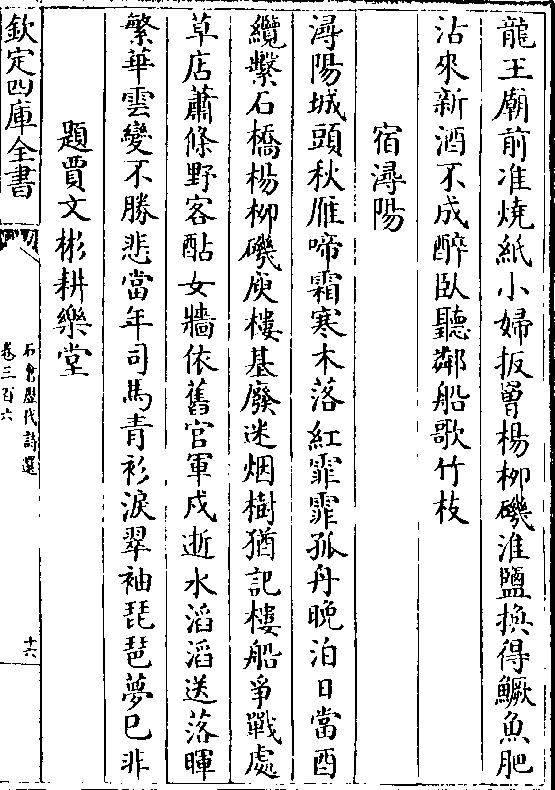 龍王廟前准燒紙小婦扳罾楊柳磯淮鹽換得鱖魚肥
沽來新酒不成醉臥聽鄰船歌竹枝
宿潯陽
潯陽城頭秋雁啼霜寒木落紅霏霏孤舟晚泊日當酉
纜繫石橋楊柳磯庾樓基廢迷烟樹猶記樓船爭戰處
草店蕭條野客酤女牆依舊官軍戍逝水滔滔送落暉
繁華雲變不勝悲當年司馬青衫淚翠袖琵琶夢已非
題賈文彬耕樂堂
欽定四庫全書
石倉歷代詩選
卷三百六
十六